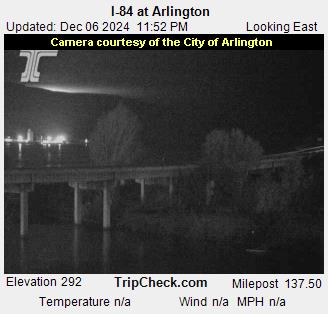 I-84 at Arlington
Updated: Dec 06 2024 11:52 PM Looking East
Camera courtesy of the City of Arlington
Elevation 292 TripCheck.com Milepost 137.50
Temperature n/a Wind n/a MPH n/a